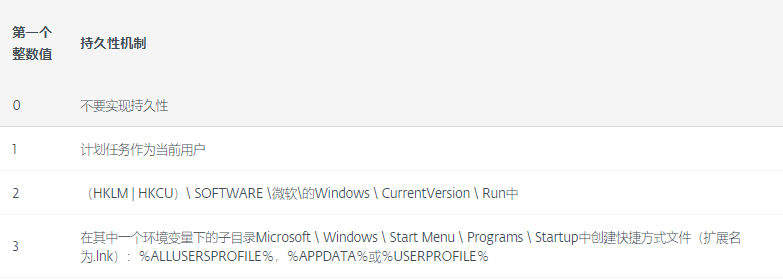 第一个
整数值
持久性机制
0 不要实现持久性
1 计划任务作为当前用户
2 （HKLM | HKCU）\ SOFTWARE \微软\的Windows \ CurrentVersion \ Run中
3 在其中一个环境变量下的子目录Microsoft \ Windows \ Start Menu \ Programs \ Startup中创建快捷方式文件（扩展名
为.lnk）：%ALLUSERSPROFILE%，%APPDATA%或%USERPROFILE%